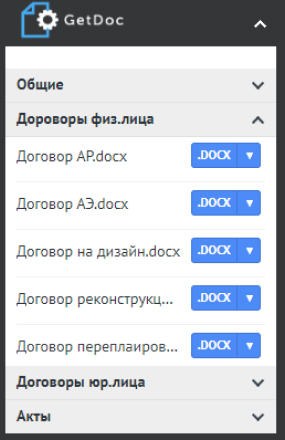 GetDoc
Общие
Дороворы физ.лица
Договор АР.docx .DOCX
Договор АЭ.docx .DOCX
Договор на дизайн.docx .DOCX
Договор реконструкц... .DOCX
Договор переплаиров... .DOCX
Договоры юр.лица
Акты